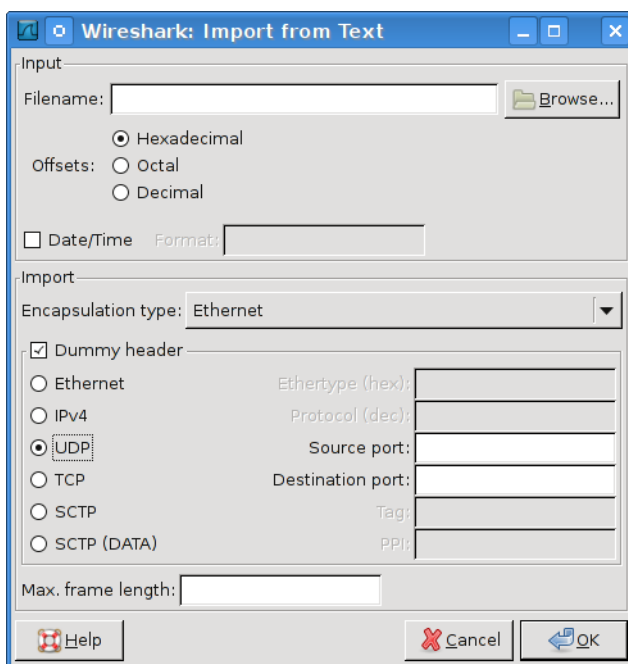 Wireshark: Import from Text
Input
Filename: Browse...
Hexadecimal
Offsets: Octal
Decimal
Date/Time Format:
Import
Encapsulation type: Ethernet
Dummy header
Ethernet Ethertype (hex):
IPv4 Protocol (dec):
UDP Source port:
TCP Destination port:
SCTP Tag:
SCTP (DATA) PPI:
Max. frame length:
Help Cancel OK